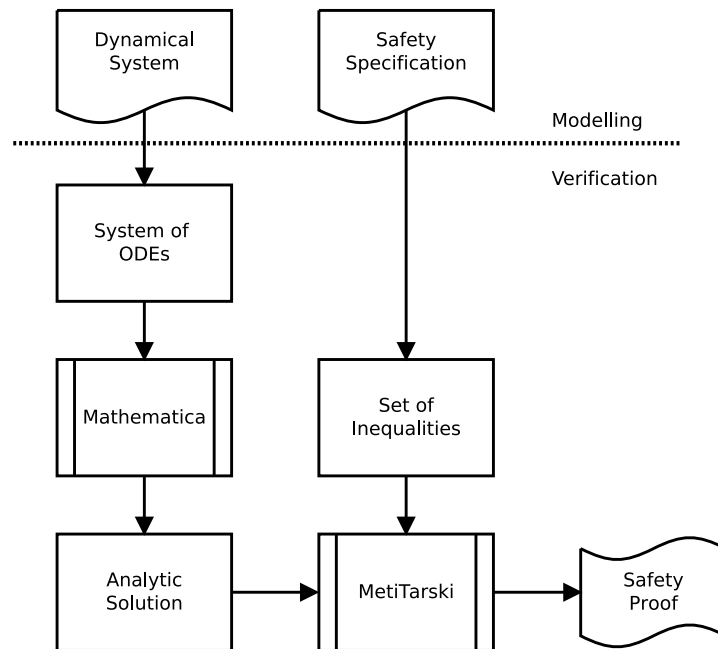 Dynamical
System
Safety
Specification
Modelling
Verification
System of
ODEs
Mathematica
Set of
Inequalities
Analytic
Solution
MetiTarski
Safety
Proof